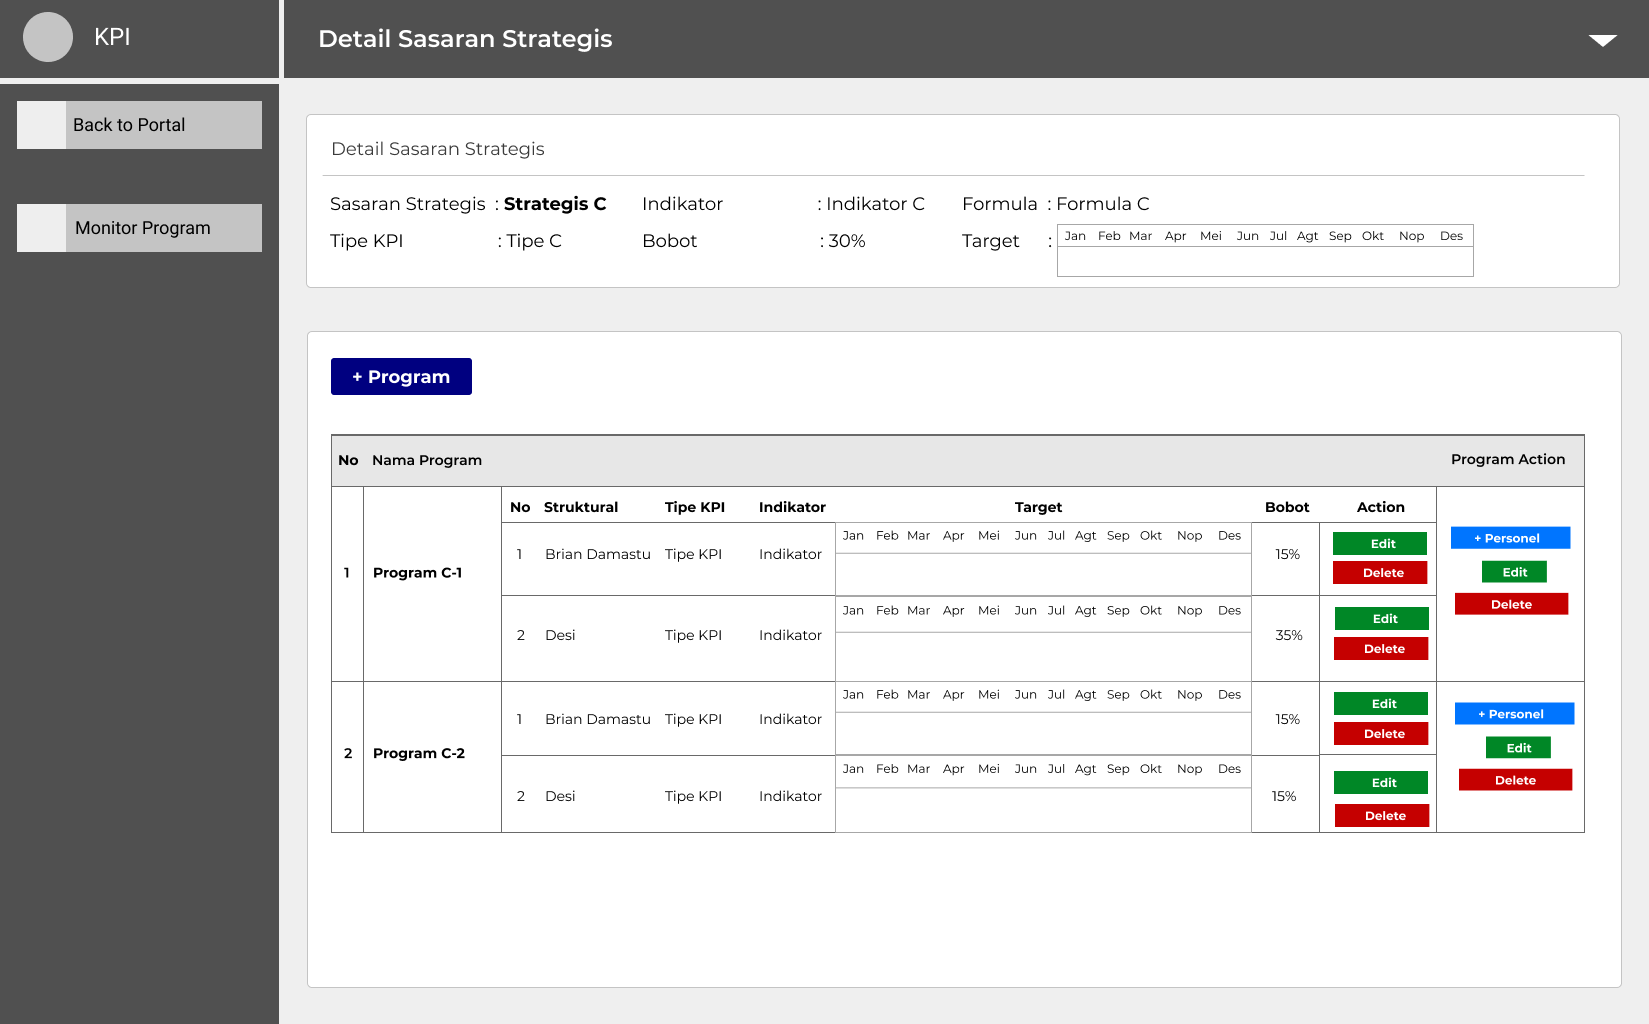 KPI
Detail Sasaran Strategis
Back to Portal
Monitor Program
Detail Sasaran Strategis
Sasaran Strategis : Strategis C Indikator : Indikator C Formula : Formula C
Tipe KPI : Tipe C Bobot : 30% Target : Jan Feb Mar Apr Mei Jun Jul Agt Sep Okt Nop Des
+ Program
No Nama Program Program Action
No Struktural Tipe KPI Indikator Target Bobot Action
1 Program C-1
1 Brian Damastu Tipe KPI Indikator Jan Feb Mar Apr Mei Jun Jul Agt Sep Okt Nop Des 15% Edit
Delete
2 Desi Tipe KPI Indikator Jan Feb Mar Apr Mei Jun Jul Agt Sep Okt Nop Des 35% Edit
Delete
+ Personel
Edit
Delete
2 Program C-2
1 Brian Damastu Tipe KPI Indikator Jan Feb Mar Apr Mei Jun Jul Agt Sep Okt Nop Des 15% Edit
Delete
2 Desi Tipe KPI Indikator Jan Feb Mar Apr Mei Jun Jul Agt Sep Okt Nop Des 15% Edit
Delete
+ Personel
Edit
Delete